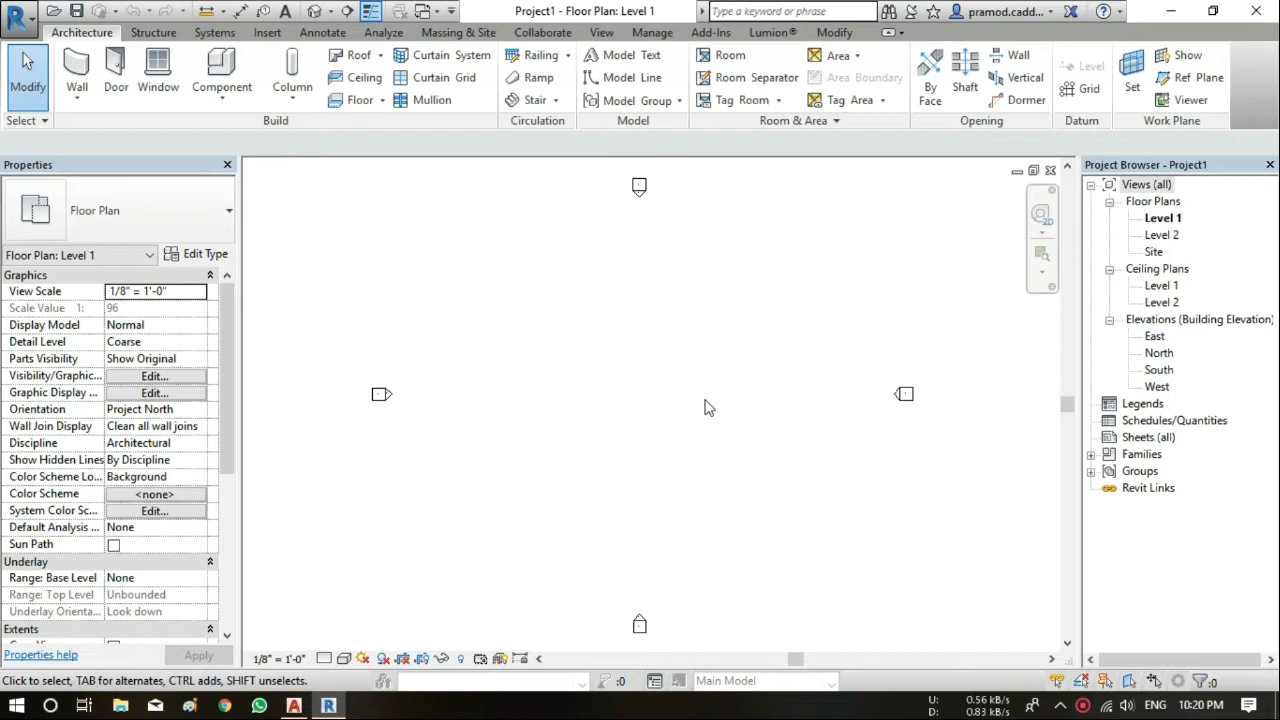 Project1 - Floor Plan: Level 1
Type a keyword or phrase
pramod.cadd...
Architecture Structure Systems Insert Annotate Analyze Massing & Site Collaborate View Manage Add-Ins Lumion® Modify
Modify
Wall
Door
Window
Component
Column
Roof
Ceiling
Floor
Curtain System
Curtain Grid
Mullion
Railing
Ramp
Stair
Model Text
Model Line
Model Group
Room
Room Separator
Tag Room
Area
Area Boundary
Tag Area
By
Face
Shaft
Wall
Vertical
Dormer
Level
Grid
Set
Show
Ref Plane
Viewer
Select Build Circulation Model Room & Area Opening Datum Work Plane
Properties
Floor Plan
Floor Plan: Level 1 Edit Type
Graphics
View Scale 1/8" = 1'-0"
Scale Value 1: 96
Display Model Normal
Detail Level Coarse
Parts Visibility Show Original
Visibility/Graphic... Edit...
Graphic Display ... Edit...
Orientation Project North
Wall Join Display Clean all wall joins
Discipline Architectural
Show Hidden Lines By Discipline
Color Scheme Lo... Background
Color Scheme <none>
System Color Sc... Edit...
Default Analysis ... None
Sun Path
Underlay
Range: Base Level None
Range: Top Level Unbounded
Underlay Orienta... Look down
Extents
Properties help Apply
1/8" = 1'-0"
Project Browser - Project1
Views (all)
Floor Plans
Level 1
Level 2
Site
Ceiling Plans
Level 1
Level 2
Elevations (Building Elevation)
East
North
South
West
Legends
Schedules/Quantities
Sheets (all)
Families
Groups
Revit Links
Click to select, TAB for alternates, CTRL adds, SHIFT unselects.
:0
Main Model
:0
U: 0.56 kB/s
D: 0.83 kB/s
ENG 10:20 PM